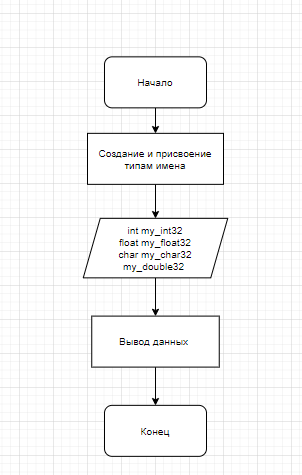 Начало
Создание и присвоение
типам имена
int my_int32
float my_float32
char my_char32
my_double32
Вывод данных
Конец